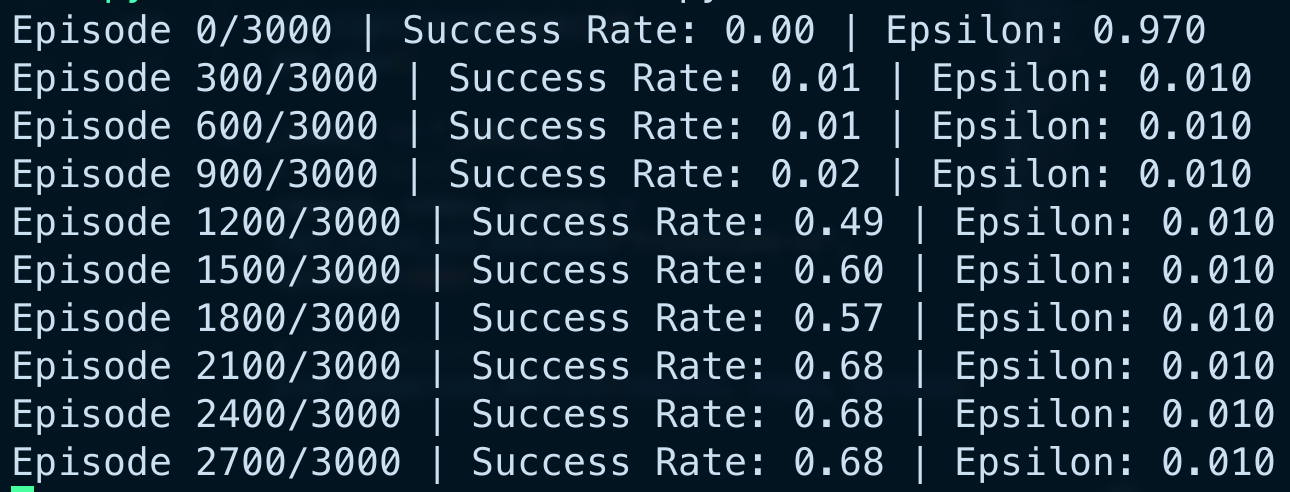 Episode 0/3000 | Success Rate: 0.00 | Epsilon: 0.970
Episode 300/3000 | Success Rate: 0.01 | Epsilon: 0.010
Episode 600/3000 | Success Rate: 0.01 | Epsilon: 0.010
Episode 900/3000 | Success Rate: 0.02 | Epsilon: 0.010
Episode 1200/3000 | Success Rate: 0.49 | Epsilon: 0.010
Episode 1500/3000 | Success Rate: 0.60 | Epsilon: 0.010
Episode 1800/3000 | Success Rate: 0.57 | Epsilon: 0.010
Episode 2100/3000 | Success Rate: 0.68 | Epsilon: 0.010
Episode 2400/3000 | Success Rate: 0.68 | Epsilon: 0.010
Episode 2700/3000 | Success Rate: 0.68 | Epsilon: 0.010